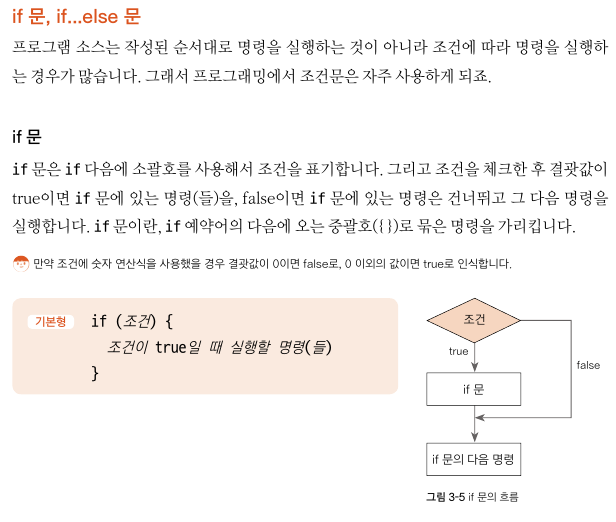 if 문, if...else 문
프로그램 소스는 작성된 순서대로 명령을 실행하는 것이 아니라 조건에 따라 명령을 실행하
는 경우가 많습니다. 그래서 프로그래밍에서 조건문은 자주 사용하게 되죠.
if 문
if 문은 if 다음에 소괄호를 사용해서 조건을 표기합니다. 그리고 조건을 체크한 후 결괏값이
true이면 if 문에 있는 명령(들)을, false이면 if 문에 있는 명령은 건너뛰고 그 다음 명령을
실행합니다. if 문이란, if 예약어의 다음에 오는 중괄호({ })로 묶은 명령을 가리킵니다.
만약 조건에 숫자 연산식을 사용했을 경우 결괏값이 0이면 false로, 0 이외의 값이면 true로 인식합니다.
기본형
if (조건) {
조건이 true일 때 실행할 명령(들)
}
조건
true
false
if 문
if 문의 다음 명령
그림 3-5 if 문의 흐름